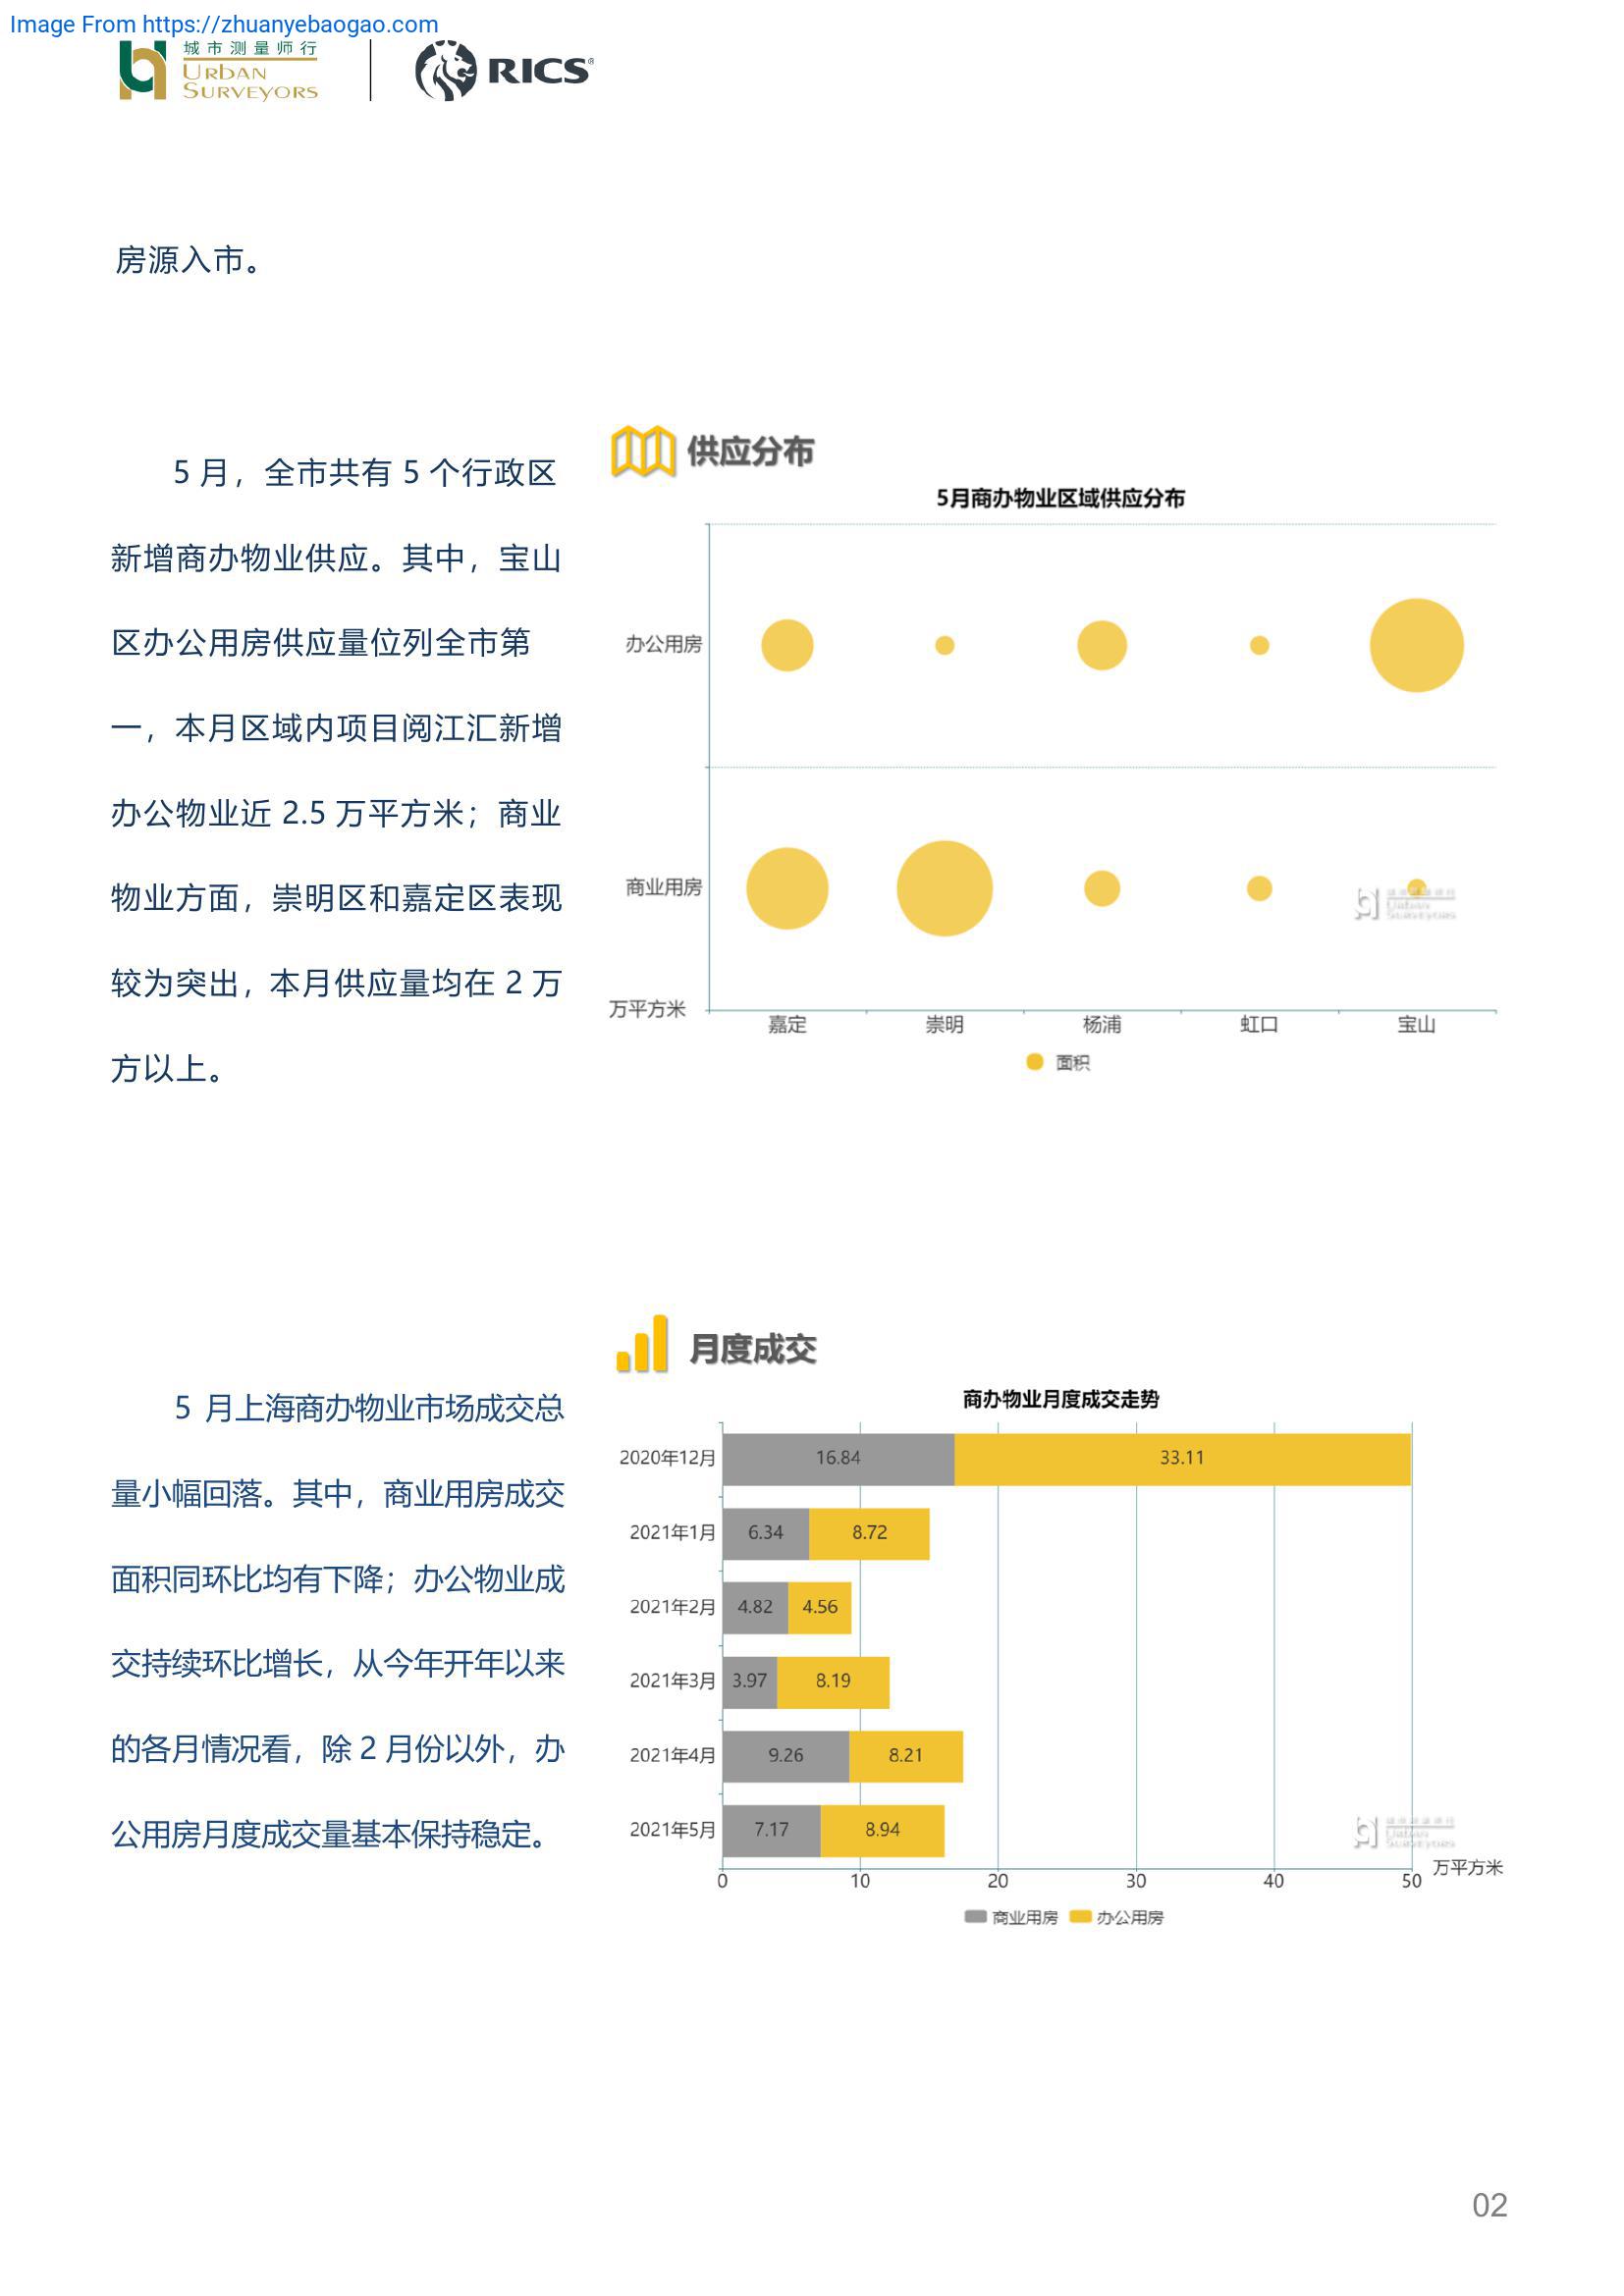 Image From https://zhuanyebaogao.com
城市测量师行
URBAN
SURVEYORS
RICS®
房源入市。
5 月，全市共有 5 个行政区
新增商办物业供应。其中，宝山
区办公用房供应量位列全市第
一，本月区域内项目阅江汇新增
办公物业近 2.5 万平方米；商业
物业方面，崇明区和嘉定区表现
较为突出，本月供应量均在 2 万
方以上。
供应分布
5月商办物业区域供应分布
办公用房
商业用房
城市测量师行
Urban
Surveyors
万平方米
嘉定 崇明 杨浦 虹口 宝山
面积
5 月上海商办物业市场成交总
量小幅回落。其中，商业用房成交
面积同环比均有下降；办公物业成
交持续环比增长，从今年开年以来
的各月情况看，除 2 月份以外，办
公用房月度成交量基本保持稳定。
月度成交
商办物业月度成交走势
2020年12月 16.84 33.11
2021年1月 6.34 8.72
2021年2月 4.82 4.56
2021年3月 3.97 8.19
2021年4月 9.26 8.21
2021年5月 7.17 8.94
城市测量师行
Urban
Surveyors
万平方米
0 10 20 30 40 50
商业用房 办公用房
02